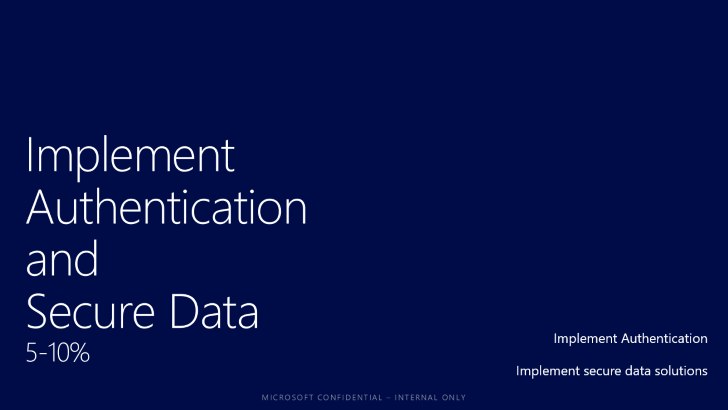 Implement
Authentication
and
Secure Data
5-10%
Implement Authentication
Implement secure data solutions
MICROSOFT CONFIDENTIAL – INTERNAL ONLY